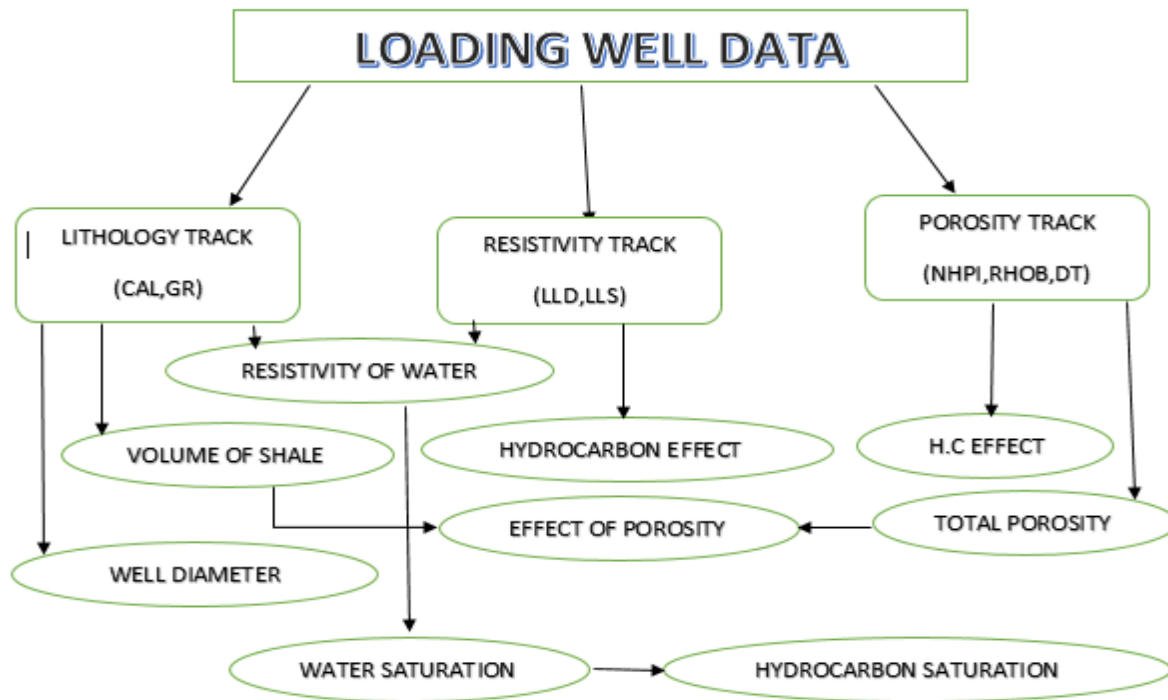 LOADING WELL DATA
LITHOLOGY TRACK
(CAL,GR)
RESISTIVITY TRACK
(LLD,LLS)
POROSITY TRACK
(NHPI,RHOB,DT)
RESISTIVITY OF WATER
VOLUME OF SHALE
HYDROCARBON EFFECT
H.C EFFECT
EFFECT OF POROSITY
TOTAL POROSITY
WELL DIAMETER
WATER SATURATION
HYDROCARBON SATURATION